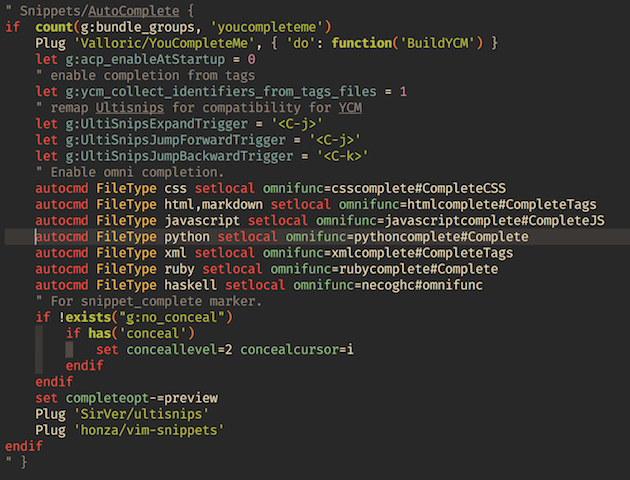 " Snippets/AutoComplete {
if  count(g:bundle_groups, 'youcompleteme')
    Plug 'Valloric/YouCompleteMe', { 'do': function('BuildYCM') }
    let g:acp_enableAtStartup = 0
    " enable completion from tags
    let g:ycm_collect_identifiers_from_tags_files = 1
    " remap Ultisnips for compatibility for YCM
    let g:UltiSnipsExpandTrigger = '<C-j>'
    let g:UltiSnipsJumpForwardTrigger = '<C-j>'
    let g:UltiSnipsJumpBackwardTrigger = '<C-k>'
    " Enable omni completion.
    autocmd FileType css setlocal omnifunc=csscomplete#CompleteCSS
    autocmd FileType html,markdown setlocal omnifunc=htmlcomplete#CompleteTags
    autocmd FileType javascript setlocal omnifunc=javascriptcomplete#CompleteJS
    autocmd FileType python setlocal omnifunc=pythoncomplete#Complete
    autocmd FileType xml setlocal omnifunc=xmlcomplete#CompleteTags
    autocmd FileType ruby setlocal omnifunc=rubycomplete#Complete
    autocmd FileType haskell setlocal omnifunc=necoghc#omnifunc
    " For snippet_complete marker.
    if !exists("g:no_conceal")
        if has('conceal')
            set conceallevel=2 concealcursor=i
        endif
    endif
    set completeopt-=preview
    Plug 'SirVer/ultisnips'
    Plug 'honza/vim-snippets'
endif
" }